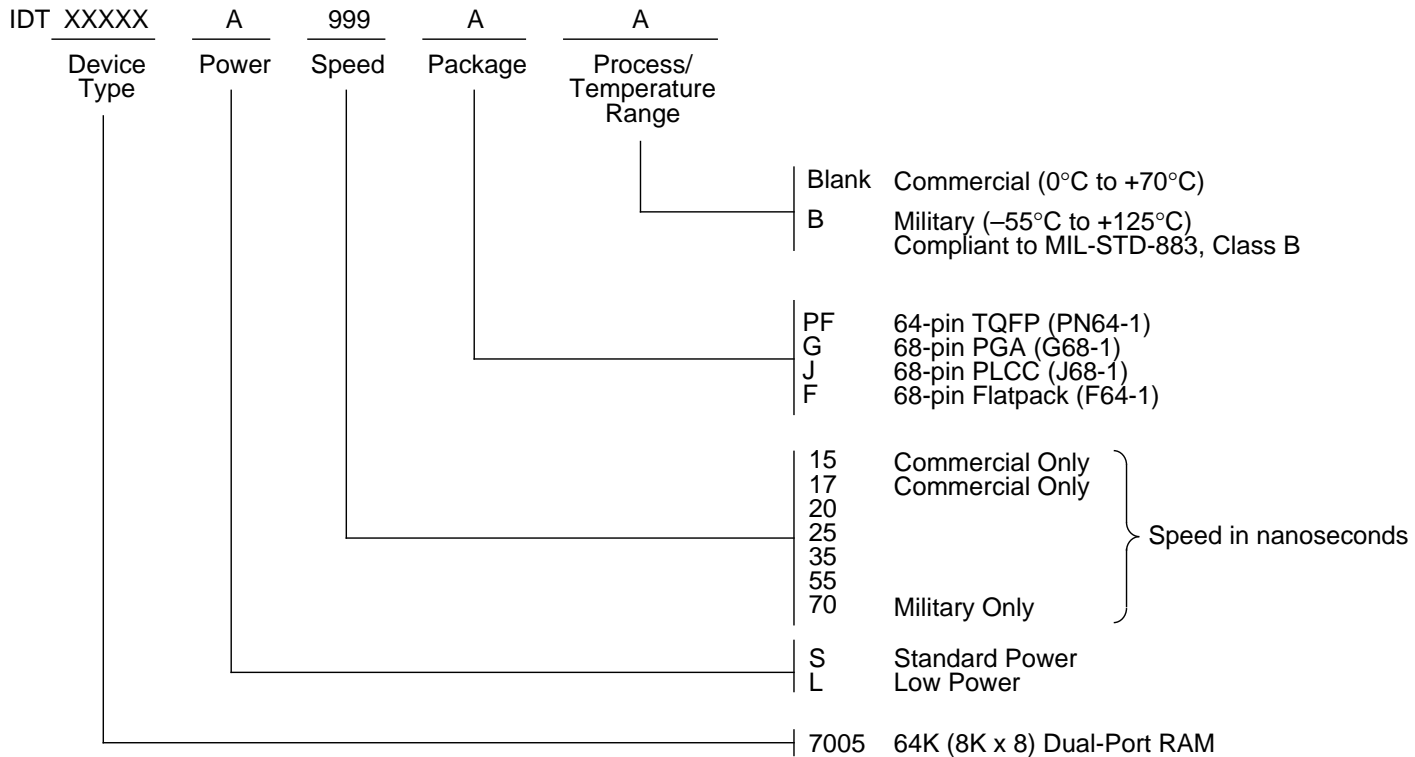 IDT XXXXX A 999 A A
Device Type Power Speed Package Process/ Temperature Range
Blank Commercial (0°C to +70°C)
B Military (–55°C to +125°C)
Compliant to MIL-STD-883, Class B
PF 64-pin TQFP (PN64-1)
G 68-pin PGA (G68-1)
J 68-pin PLCC (J68-1)
F 68-pin Flatpack (F64-1)
15 Commercial Only
17 Commercial Only
20
25
35
55
70 Military Only
Speed in nanoseconds
S Standard Power
L Low Power
7005 64K (8K x 8) Dual-Port RAM